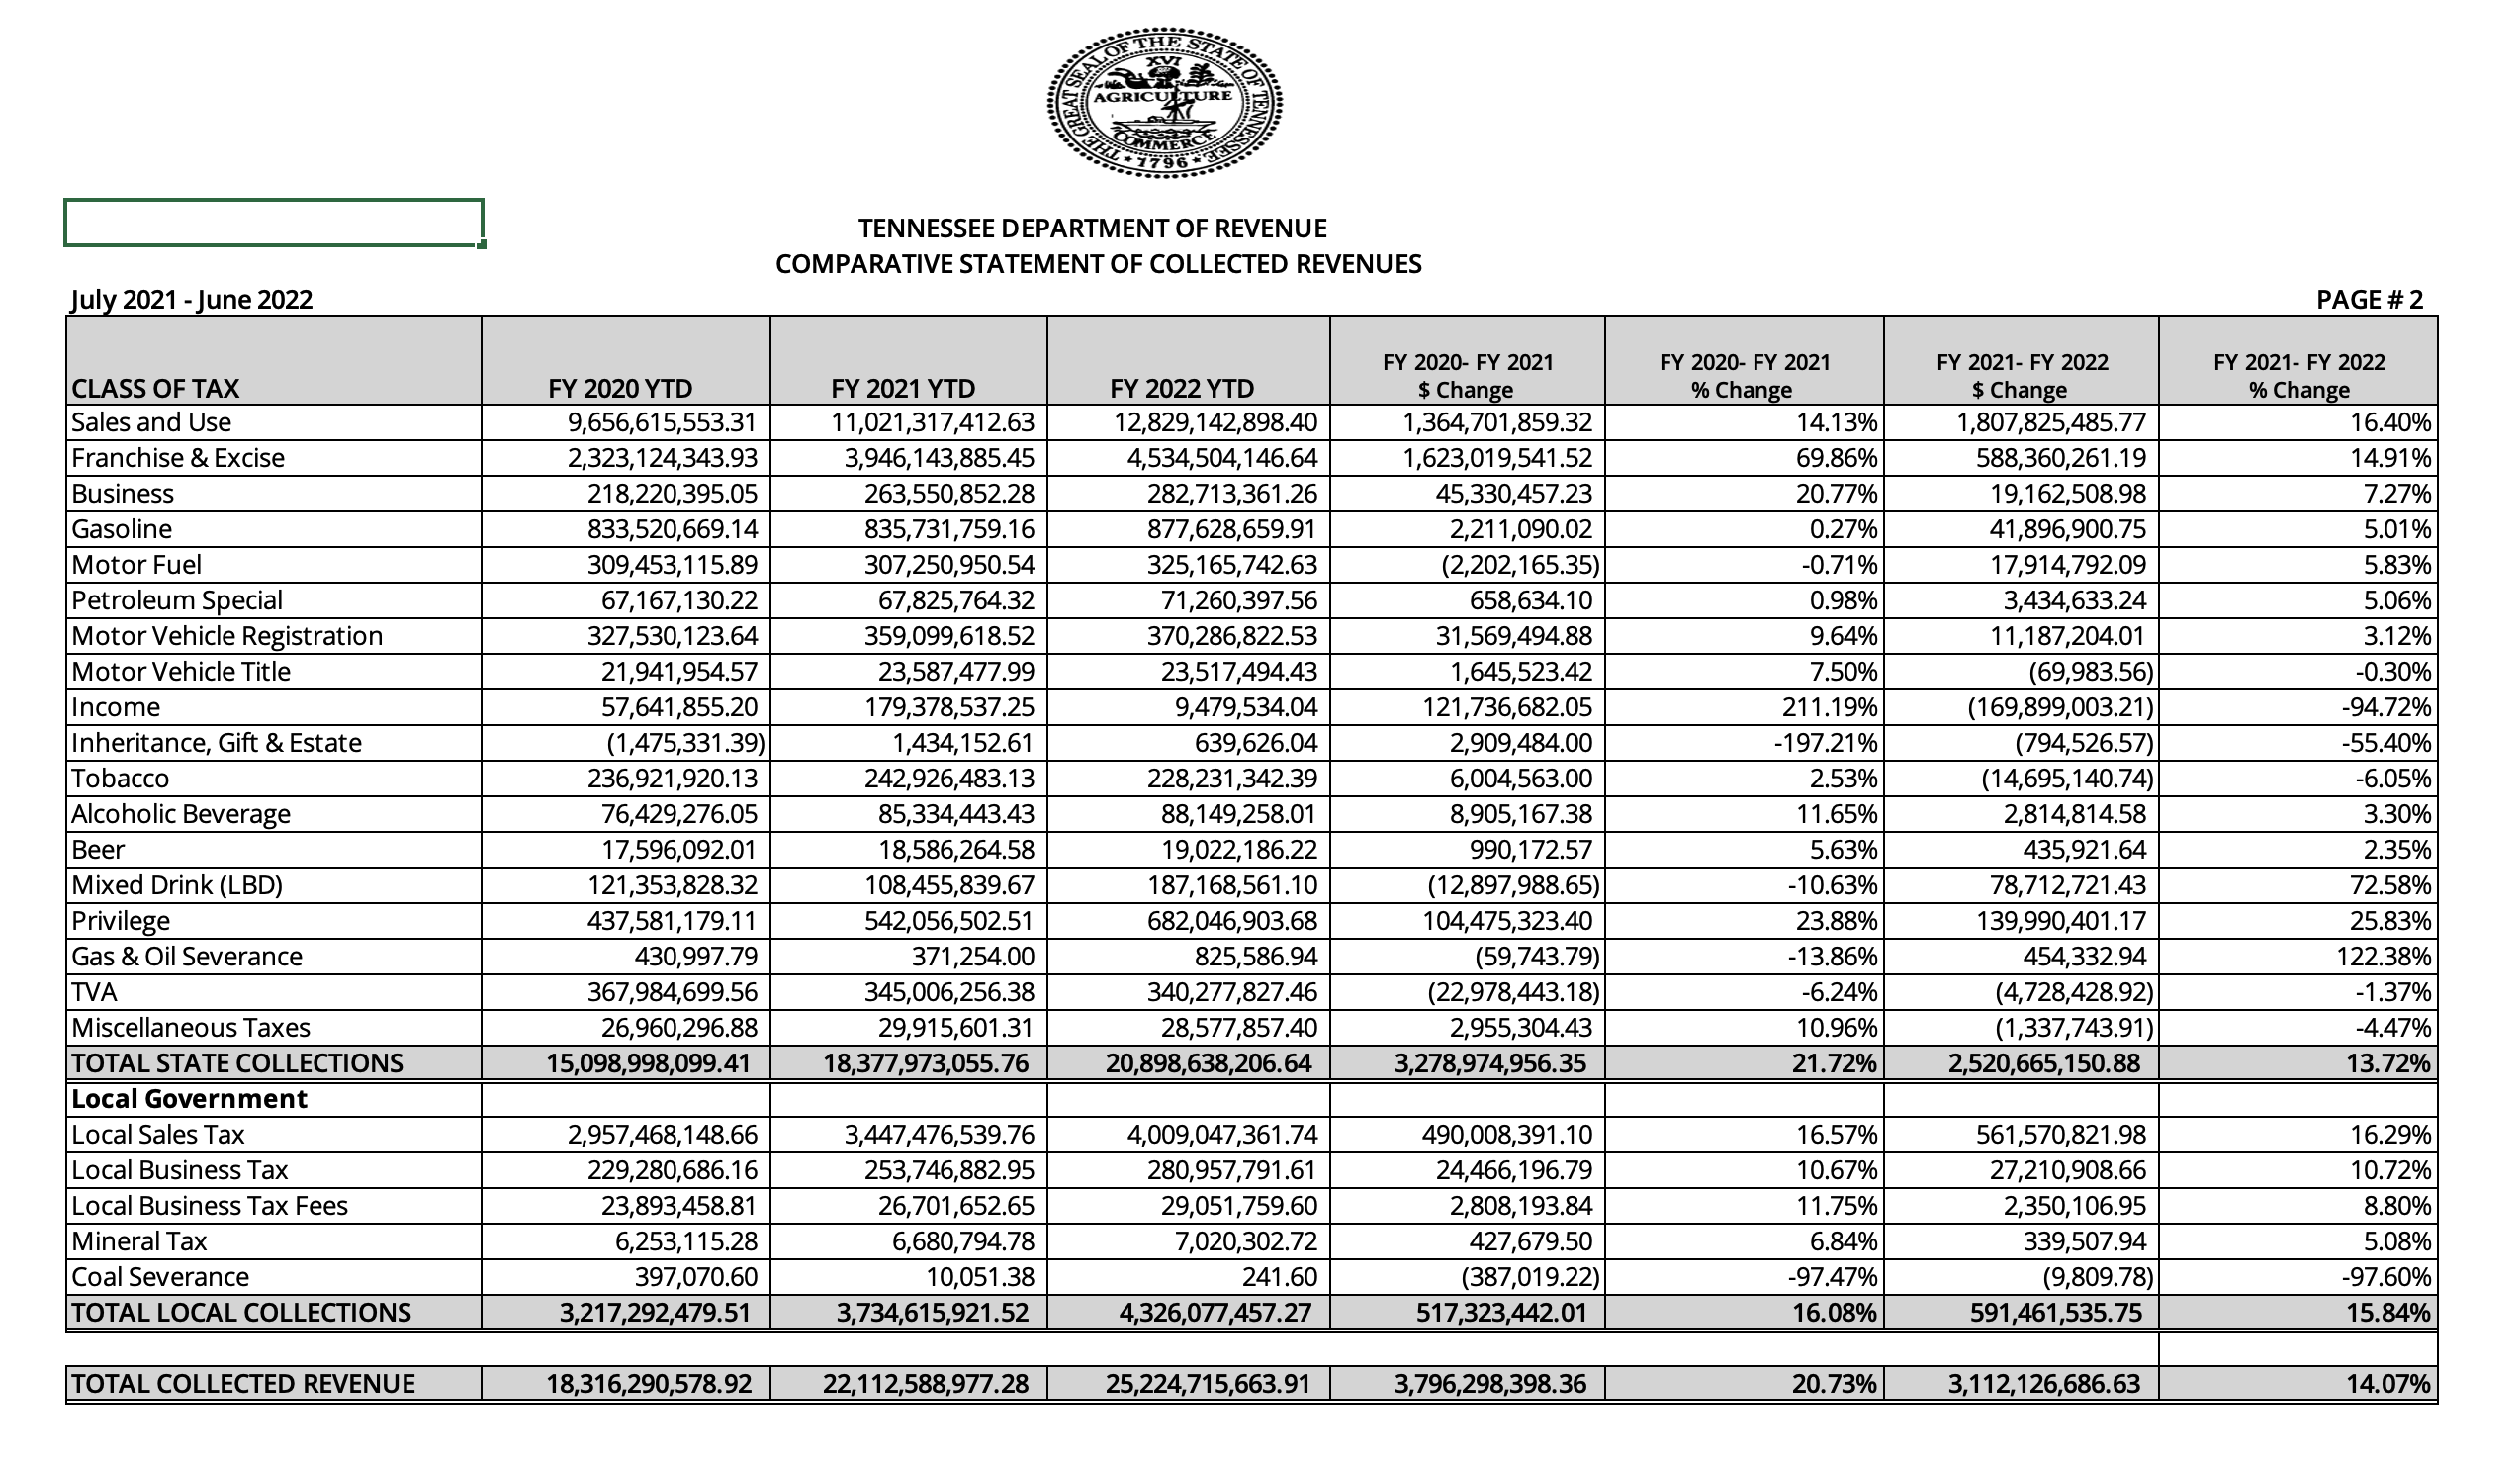 THE GREAT SEAL OF THE STATE OF TENNESSEE
XVI
AGRICULTURE
COMMERCE
★ 1796 ★
TENNESSEE DEPARTMENT OF REVENUE
COMPARATIVE STATEMENT OF COLLECTED REVENUES
July 2021 - June 2022 PAGE # 2
FY 2020- FY 2021 FY 2020- FY 2021 FY 2021- FY 2022 FY 2021- FY 2022
CLASS OF TAX FY 2020 YTD FY 2021 YTD FY 2022 YTD $ Change % Change $ Change % Change
Sales and Use 9,656,615,553.31 11,021,317,412.63 12,829,142,898.40 1,364,701,859.32 14.13% 1,807,825,485.77 16.40%
Franchise & Excise 2,323,124,343.93 3,946,143,885.45 4,534,504,146.64 1,623,019,541.52 69.86% 588,360,261.19 14.91%
Business 218,220,395.05 263,550,852.28 282,713,361.26 45,330,457.23 20.77% 19,162,508.98 7.27%
Gasoline 833,520,669.14 835,731,759.16 877,628,659.91 2,211,090.02 0.27% 41,896,900.75 5.01%
Motor Fuel 309,453,115.89 307,250,950.54 325,165,742.63 (2,202,165.35) -0.71% 17,914,792.09 5.83%
Petroleum Special 67,167,130.22 67,825,764.32 71,260,397.56 658,634.10 0.98% 3,434,633.24 5.06%
Motor Vehicle Registration 327,530,123.64 359,099,618.52 370,286,822.53 31,569,494.88 9.64% 11,187,204.01 3.12%
Motor Vehicle Title 21,941,954.57 23,587,477.99 23,517,494.43 1,645,523.42 7.50% (69,983.56) -0.30%
Income 57,641,855.20 179,378,537.25 9,479,534.04 121,736,682.05 211.19% (169,899,003.21) -94.72%
Inheritance, Gift & Estate (1,475,331.39) 1,434,152.61 639,626.04 2,909,484.00 -197.21% (794,526.57) -55.40%
Tobacco 236,921,920.13 242,926,483.13 228,231,342.39 6,004,563.00 2.53% (14,695,140.74) -6.05%
Alcoholic Beverage 76,429,276.05 85,334,443.43 88,149,258.01 8,905,167.38 11.65% 2,814,814.58 3.30%
Beer 17,596,092.01 18,586,264.58 19,022,186.22 990,172.57 5.63% 435,921.64 2.35%
Mixed Drink (LBD) 121,353,828.32 108,455,839.67 187,168,561.10 (12,897,988.65) -10.63% 78,712,721.43 72.58%
Privilege 437,581,179.11 542,056,502.51 682,046,903.68 104,475,323.40 23.88% 139,990,401.17 25.83%
Gas & Oil Severance 430,997.79 371,254.00 825,586.94 (59,743.79) -13.86% 454,332.94 122.38%
TVA 367,984,699.56 345,006,256.38 340,277,827.46 (22,978,443.18) -6.24% (4,728,428.92) -1.37%
Miscellaneous Taxes 26,960,296.88 29,915,601.31 28,577,857.40 2,955,304.43 10.96% (1,337,743.91) -4.47%
TOTAL STATE COLLECTIONS 15,098,998,099.41 18,377,973,055.76 20,898,638,206.64 3,278,974,956.35 21.72% 2,520,665,150.88 13.72%
Local Government
Local Sales Tax 2,957,468,148.66 3,447,476,539.76 4,009,047,361.74 490,008,391.10 16.57% 561,570,821.98 16.29%
Local Business Tax 229,280,686.16 253,746,882.95 280,957,791.61 24,466,196.79 10.67% 27,210,908.66 10.72%
Local Business Tax Fees 23,893,458.81 26,701,652.65 29,051,759.60 2,808,193.84 11.75% 2,350,106.95 8.80%
Mineral Tax 6,253,115.28 6,680,794.78 7,020,302.72 427,679.50 6.84% 339,507.94 5.08%
Coal Severance 397,070.60 10,051.38 241.60 (387,019.22) -97.47% (9,809.78) -97.60%
TOTAL LOCAL COLLECTIONS 3,217,292,479.51 3,734,615,921.52 4,326,077,457.27 517,323,442.01 16.08% 591,461,535.75 15.84%
TOTAL COLLECTED REVENUE 18,316,290,578.92 22,112,588,977.28 25,224,715,663.91 3,796,298,398.36 20.73% 3,112,126,686.63 14.07%